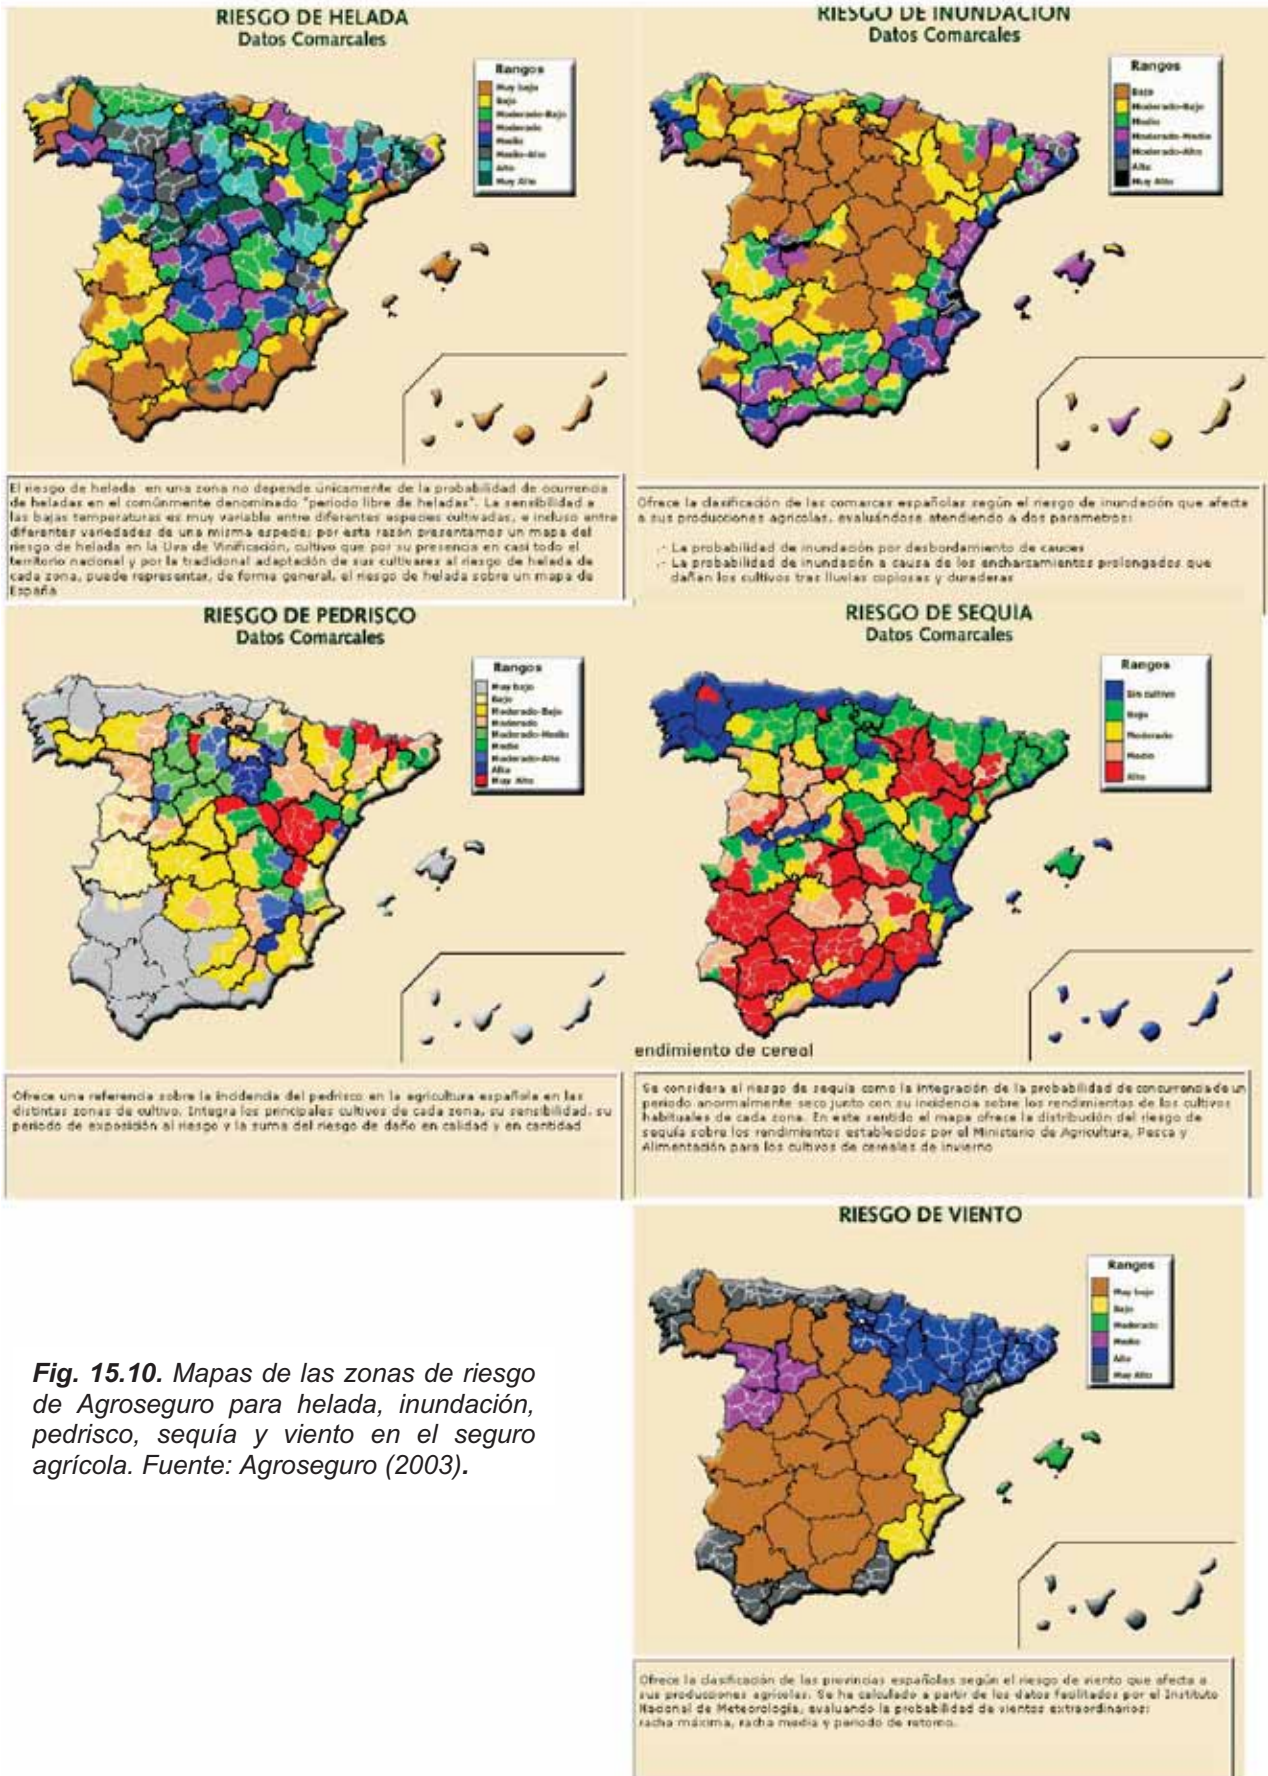 RIESGO DE HELADA
Datos Comarcales
Rangos
Muy bajo
Bajo
Moderado-Bajo
Moderado
Medio
Medio-Alto
Alto
Muy Alto
El riesgo de helada en una zona no depende únicamente de la probabilidad de ocurrencia
de heladas en el comúnmente denominado "periodo libre de heladas". La sensibilidad a
las bajas temperaturas es muy variable entre diferentes especies cultivadas, e incluso entre
diferentes variedades de una misma especie; por esta razón presentamos un mapa del
riesgo de helada en la Uva de Vinificación, cultivo que por su presencia en casi todo el
territorio nacional y por la tradicional adaptación de sus cultivares al riesgo de helada de
cada zona, puede representar, de forma general, el riesgo de helada sobre un mapa de
España
RIESGO DE INUNDACION
Datos Comarcales
Rangos
Bajo
Moderado-Bajo
Medio
Moderado-Medio
Moderado-Alto
Alto
Muy Alto
Ofrece la clasificación de las comarcas españolas según el riesgo de inundación que afecta
a sus producciones agrícolas, evaluándose atendiendo a dos parametros:
.- La probabilidad de inundación por desbordamiento de cauces
.- La probabilidad de inundación a causa de los encharcamientos prolongados que
dañan los cultivos tras lluvias copiosas y duraderas
RIESGO DE PEDRISCO
Datos Comarcales
Rangos
Muy bajo
Bajo
Moderado-Bajo
Moderado
Moderado-Medio
Medio
Moderado-Alto
Alto
Muy Alto
Ofrece una referencia sobre la incidencia del pedrisco en la agricultura española en las
distintas zonas de cultivo. Integra los principales cultivos de cada zona, su sensibilidad, su
periodo de exposición al riesgo y la suma del riesgo de daño en calidad y en cantidad
RIESGO DE SEQUIA
Datos Comarcales
Rangos
Sin cultivo
Bajo
Moderado
Medio
Alto
endimiento de cereal
Se considera el riesgo de sequía como la integración de la probabilidad de concurrencia de un
periodo anormalmente seco junto con su incidencia sobre los rendimientos de los cultivos
habituales de cada zona. En este sentido el mapa ofrece la distribución del riesgo de
sequía sobre los rendimientos establecidos por el Ministerio de Agricultura, Pesca y
Alimentación para los cultivos de cereales de invierno
RIESGO DE VIENTO
Rangos
Muy bajo
Bajo
Moderado
Medio
Alto
Muy Alto
Ofrece la clasificación de las provincias españolas según el riesgo de viento que afecta a
sus producciones agrícolas. Se ha calculado a partir de los datos facilitados por el Instituto
Nacional de Meteorología, evaluando la probabilidad de vientos extraordinarios:
racha máxima, racha media y periodo de retorno.
Fig. 15.10. Mapas de las zonas de riesgo
de Agroseguro para helada, inundación,
pedrisco, sequía y viento en el seguro
agrícola. Fuente: Agroseguro (2003).